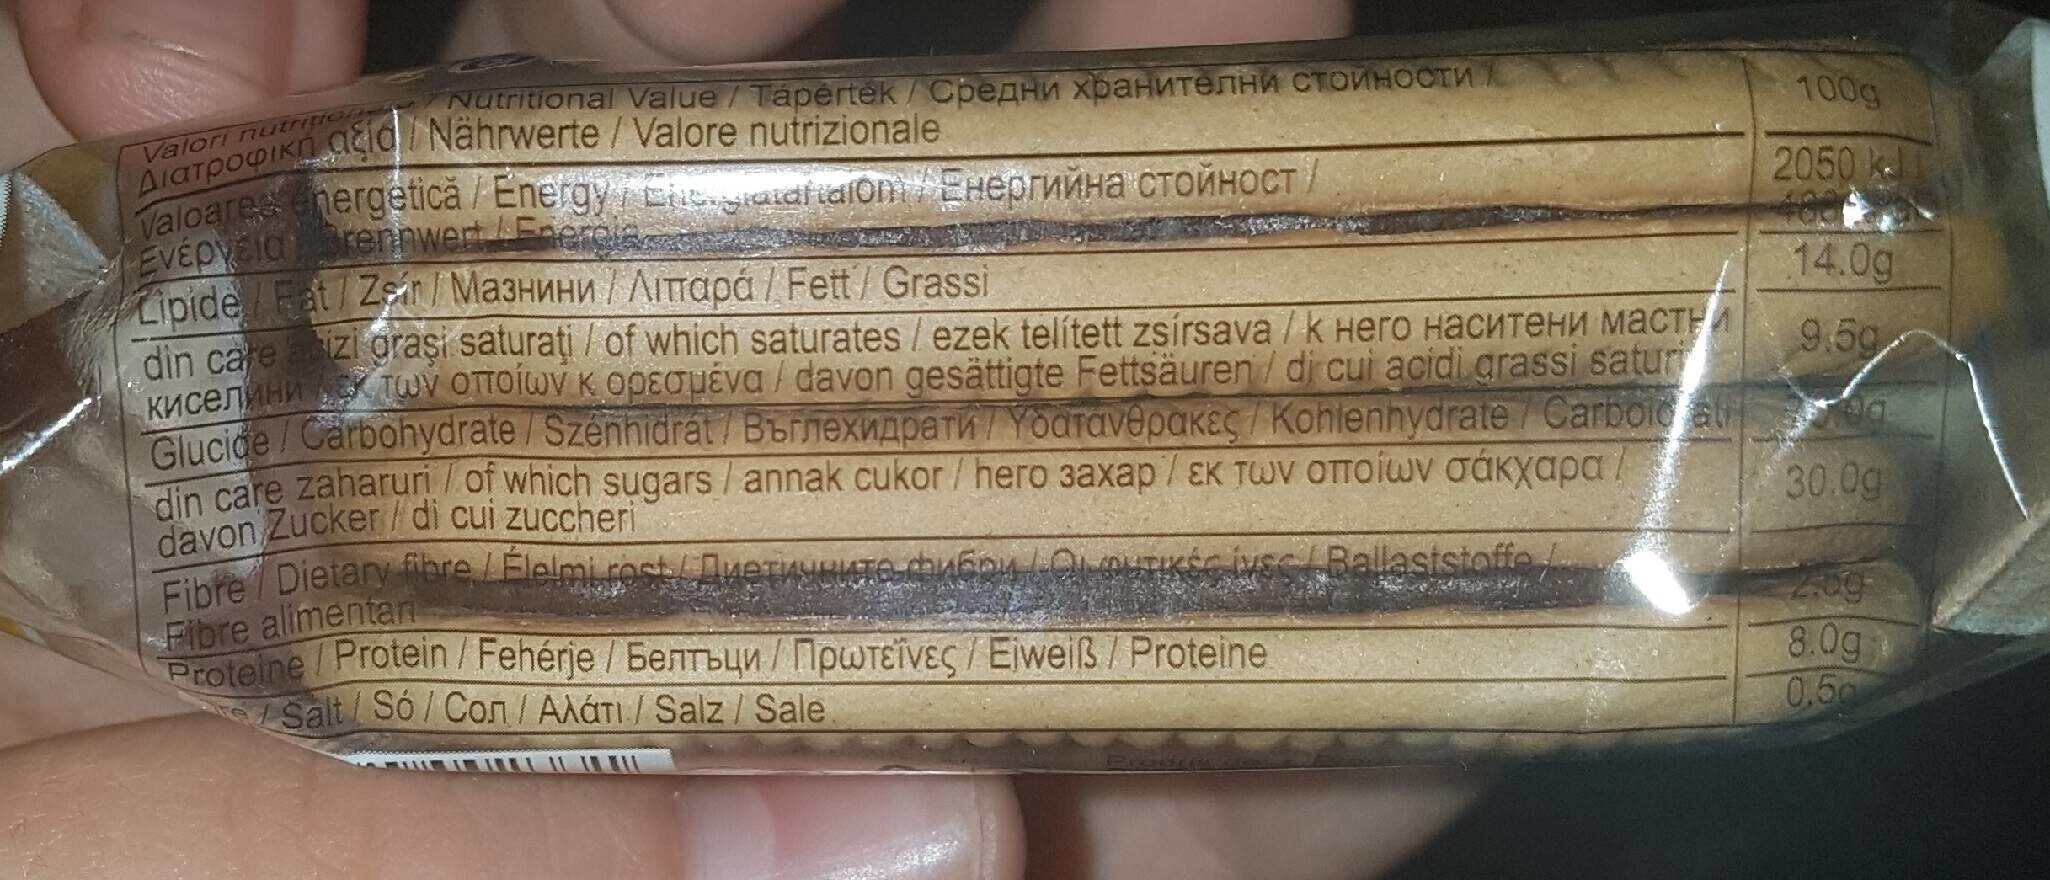 Valori / Nutritional Value / Tápérték / Средни хранителни стойности / 100g
Διατροφική αξία / Nährwerte / Valore nutrizionale
Valoarea energetică / Energy / Енергийна стойност / 2050 kJ
Ενέργεια Brennwert / Energia
Lipide / Fat / Zsír / Мазнини / Λιπαρά / Fett / Grassi 14.0g
din care acizi grași saturați / of which saturates / ezek telített zsírsava / k него наситени мастни 9.5g
киселини / εκ των οποίων κ ορεσμένα / davon gesättigte Fettsäuren / di cui acidi grassi saturi
Glucide / Carbohydrate / Szénhidrát / Въглехидрати / Υδατάνθρακες / Kohlenhydrate /
din care zaharuri / of which sugars / annak cukor / hero захар / εκ των οποίων σάκχαρα / 30.0g
davon Zucker / di cui zuccheri
Fibre / Dietary fibre / Élelmi rost / Диетичните фибри / Οι φυτικές ίνες / Ballaststoffe /
Fibre alimentari
Proteine / Protein / Fehérje / Белтъци / Πρωτεΐνες / Eiweiß / Proteine 8.0g
/ Salt / Só / Сол / Αλάτι / Salz / Sale 0,5g